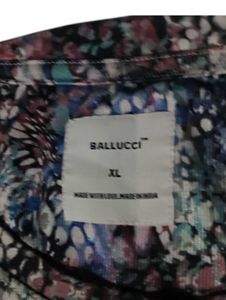 BALLUCCI™
XL
MADE WITH LOVE, MADE IN INDIA